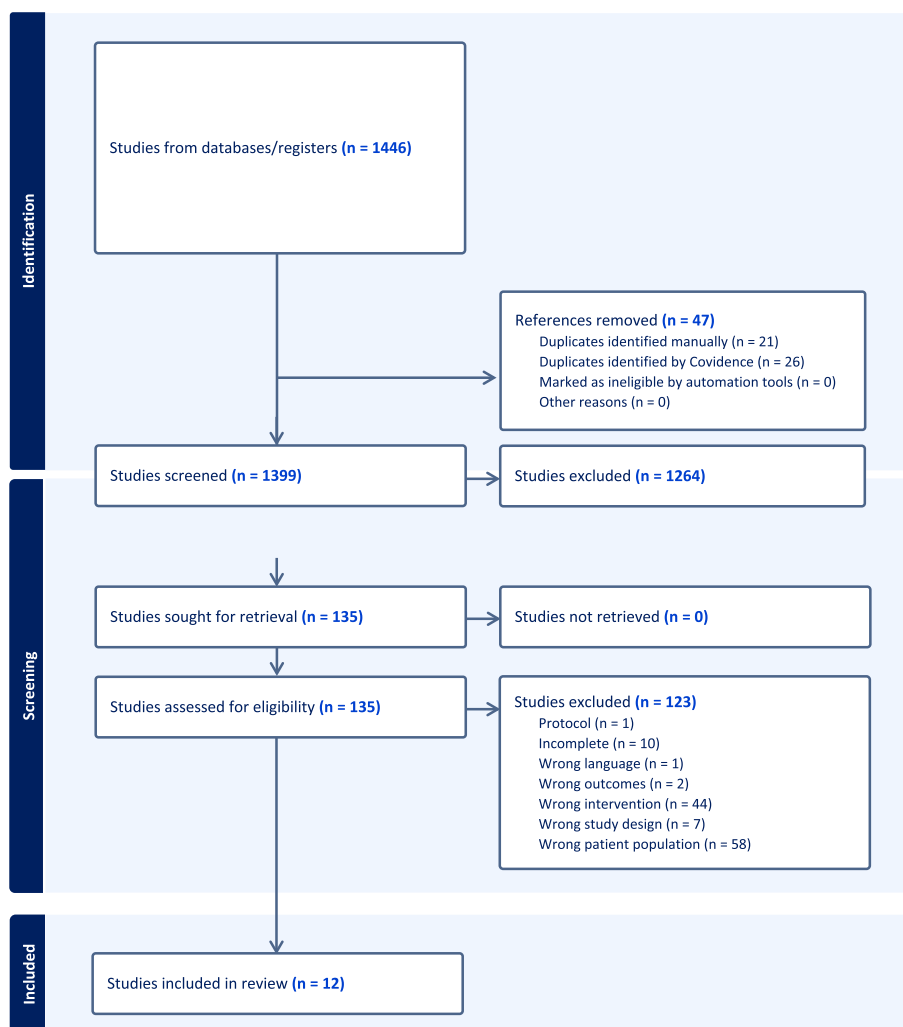 Identification
Studies from databases/registers (n = 1446)
References removed (n = 47)
Duplicates identified manually (n = 21)
Duplicates identified by Covidence (n = 26)
Marked as ineligible by automation tools (n = 0)
Other reasons (n = 0)
Studies screened (n = 1399)
Studies excluded (n = 1264)
Screening
Studies sought for retrieval (n = 135)
Studies not retrieved (n = 0)
Studies assessed for eligibility (n = 135)
Studies excluded (n = 123)
Protocol (n = 1)
Incomplete (n = 10)
Wrong language (n = 1)
Wrong outcomes (n = 2)
Wrong intervention (n = 44)
Wrong study design (n = 7)
Wrong patient population (n = 58)
Included
Studies included in review (n = 12)